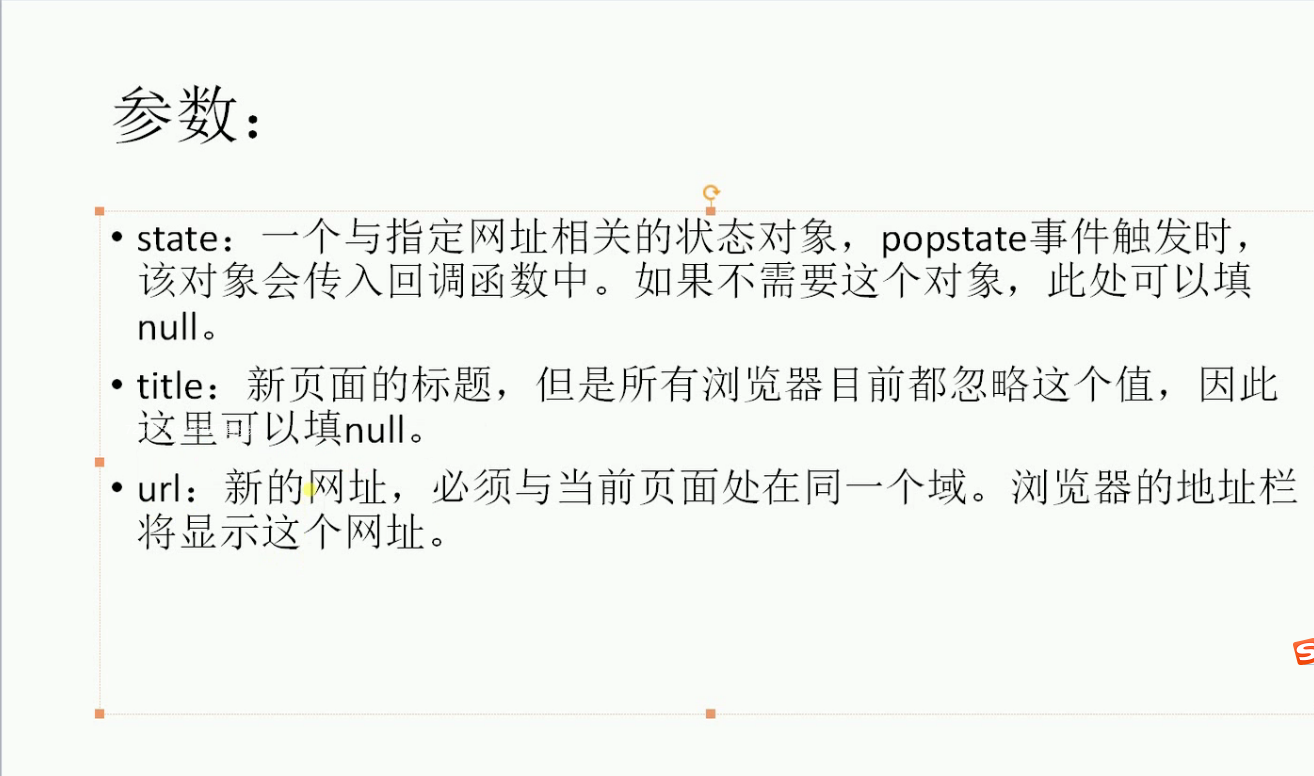 参数：
• state：一个与指定网址相关的状态对象，popstate事件触发时，
该对象会传入回调函数中。如果不需要这个对象，此处可以填
null。
• title：新页面的标题，但是所有浏览器目前都忽略这个值，因此
这里可以填null。
• url：新的网址，必须与当前页面处在同一个域。浏览器的地址栏
将显示这个网址。